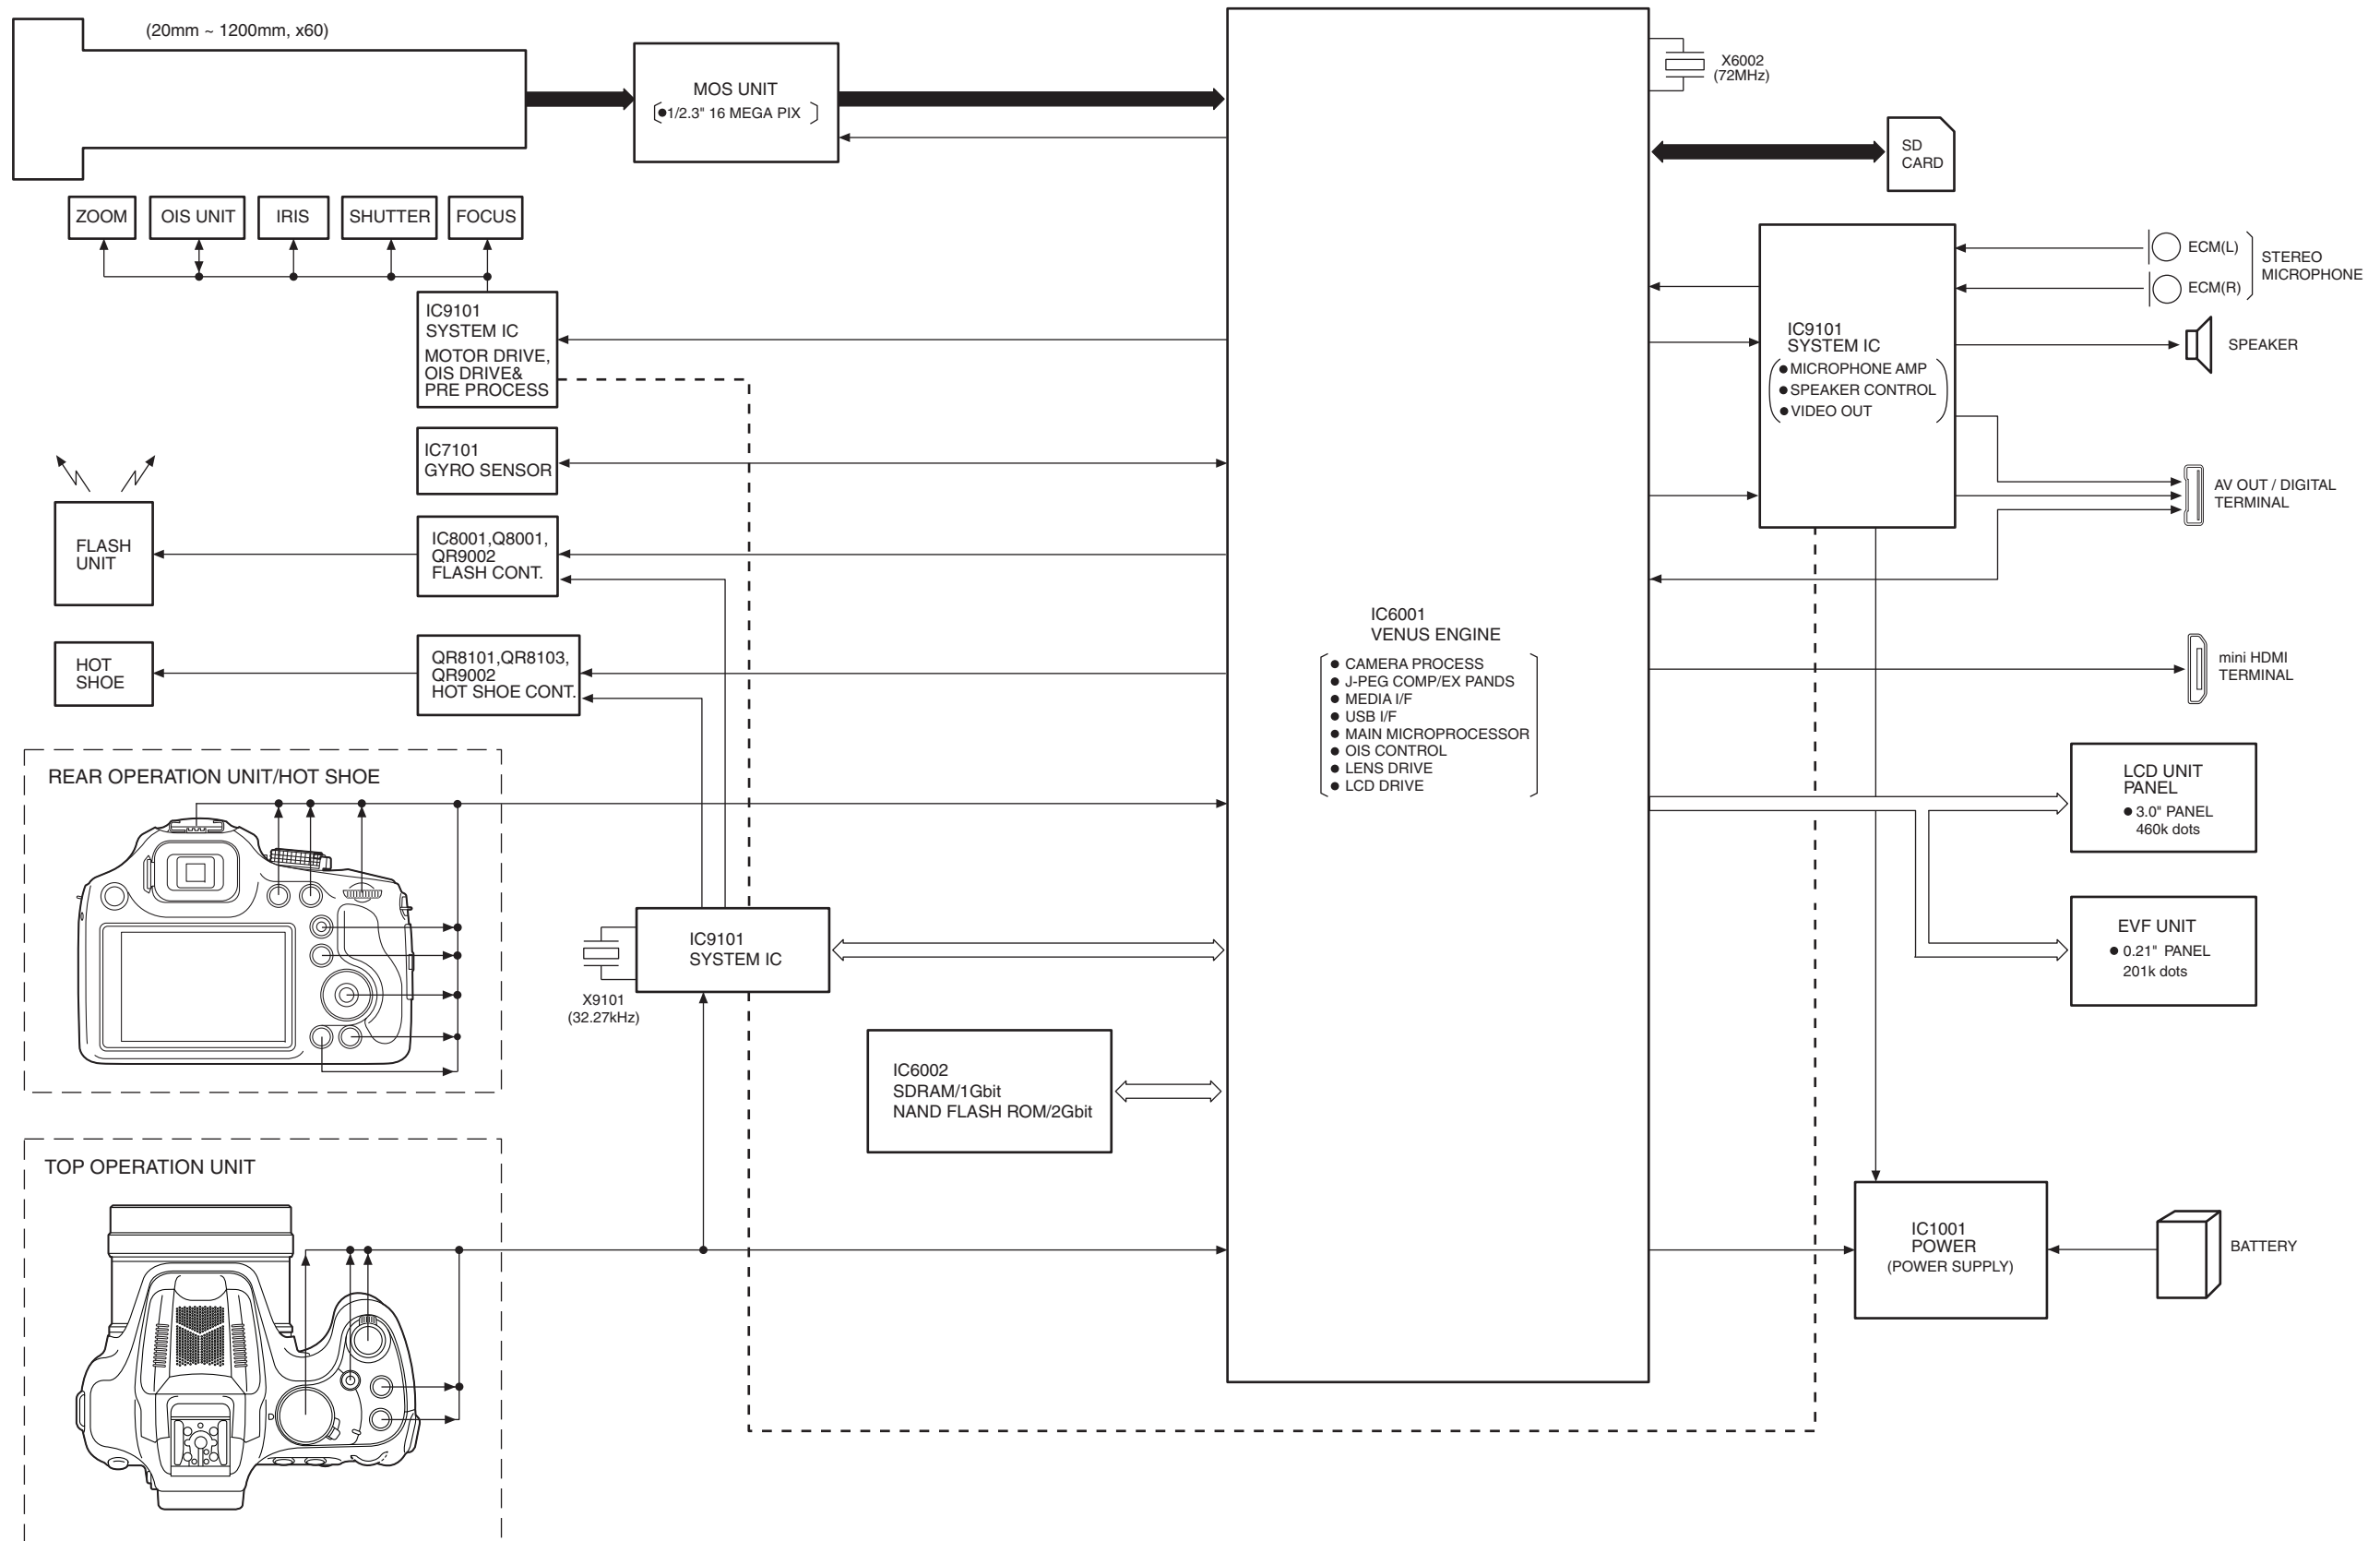 (20mm ~ 1200mm, x60)
MOS UNIT
●1/2.3" 16 MEGA PIX
X6002
(72MHz)
SD
CARD
ZOOM
OIS UNIT
IRIS
SHUTTER
FOCUS
IC9101
SYSTEM IC
MOTOR DRIVE,
OIS DRIVE&
PRE PROCESS
ECM(L)
ECM(R)
STEREO
MICROPHONE
IC9101
SYSTEM IC
● MICROPHONE AMP
● SPEAKER CONTROL
● VIDEO OUT
SPEAKER
IC7101
GYRO SENSOR
AV OUT / DIGITAL
TERMINAL
FLASH
UNIT
IC8001,Q8001,
QR9002
FLASH CONT.
HOT
SHOE
QR8101,QR8103,
QR9002
HOT SHOE CONT.
IC6001
VENUS ENGINE
● CAMERA PROCESS
● J-PEG COMP/EX PANDS
● MEDIA I/F
● USB I/F
● MAIN MICROPROCESSOR
● OIS CONTROL
● LENS DRIVE
● LCD DRIVE
mini HDMI
TERMINAL
REAR OPERATION UNIT/HOT SHOE
LCD UNIT
PANEL
● 3.0" PANEL
460k dots
EVF UNIT
● 0.21" PANEL
201k dots
IC9101
SYSTEM IC
X9101
(32.27kHz)
IC6002
SDRAM/1Gbit
NAND FLASH ROM/2Gbit
TOP OPERATION UNIT
IC1001
POWER
(POWER SUPPLY)
BATTERY